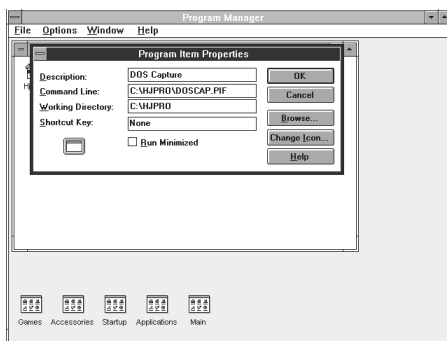 Program Manager
File Options Window Help
Program Item Properties
Description: DOS Capture OK
Command Line: C:\HJPRO\DOSCAP.PIF Cancel
Working Directory: C:\HJPRO
Browse...
Shortcut Key: None
Run Minimized Change Icon...
Help
Games Accessories Startup Applications Main